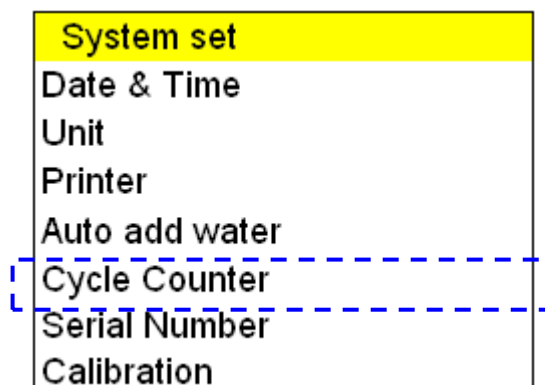 System set
Date & Time
Unit
Printer
Auto add water
Cycle Counter
Serial Number
Calibration